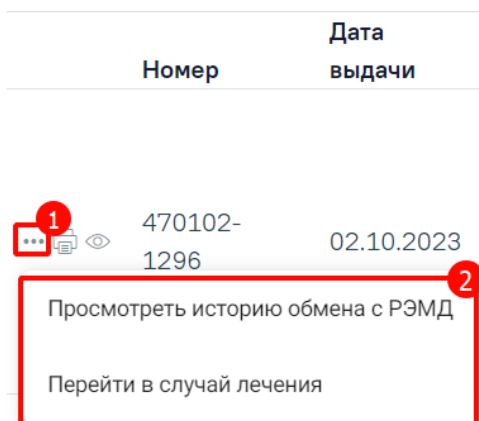 Дата
Номер выдачи
1
470102-
02.10.2023
1296
2
Просмотреть историю обмена с РЭМД
Перейти в случай лечения